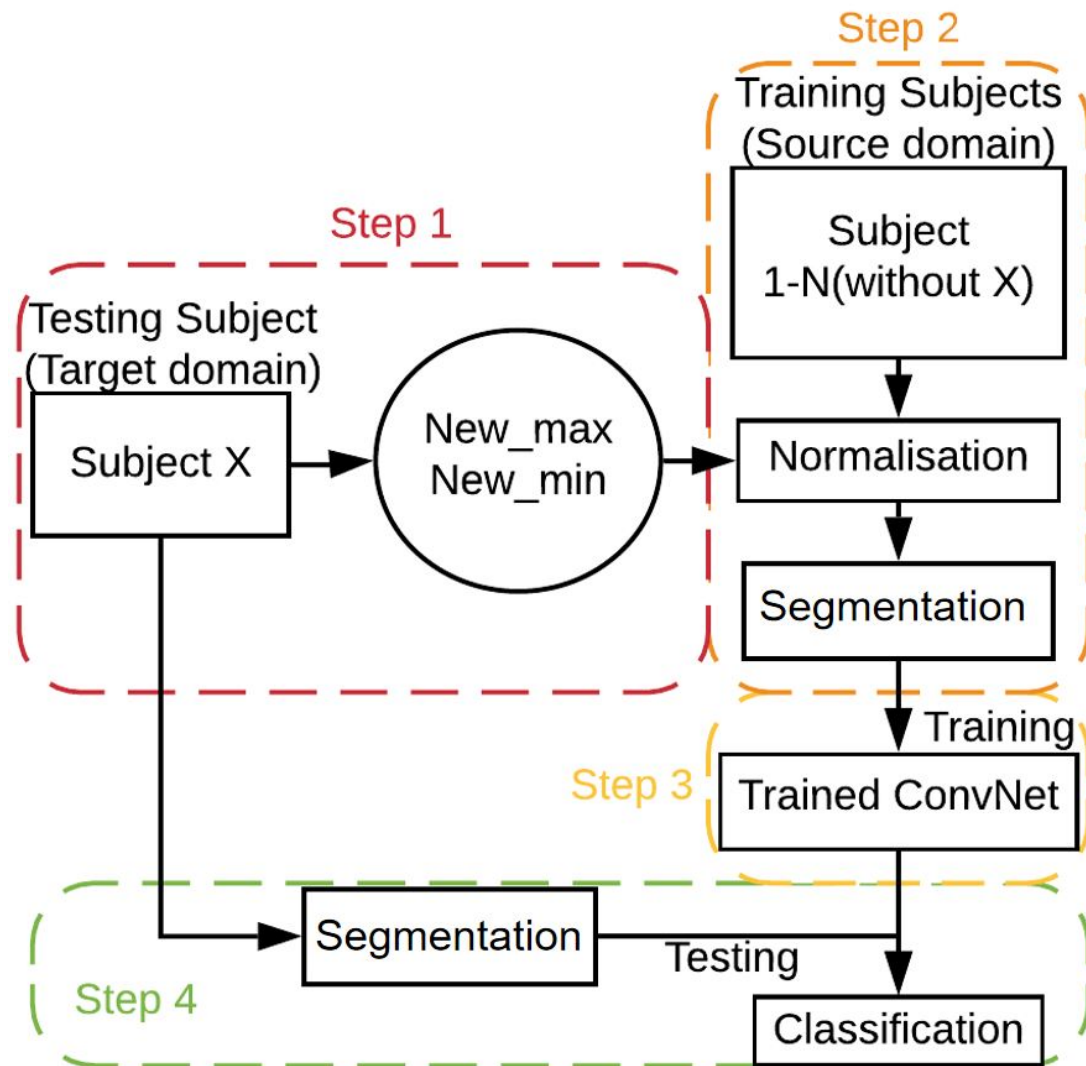 Step 2
Training Subjects
(Source domain)
Subject
1-N(without X)
Step 1
Testing Subject
(Target domain)
Subject X
New_max
New_min
Normalisation
Segmentation
Training
Step 3
Trained ConvNet
Segmentation
Testing
Step 4
Classification